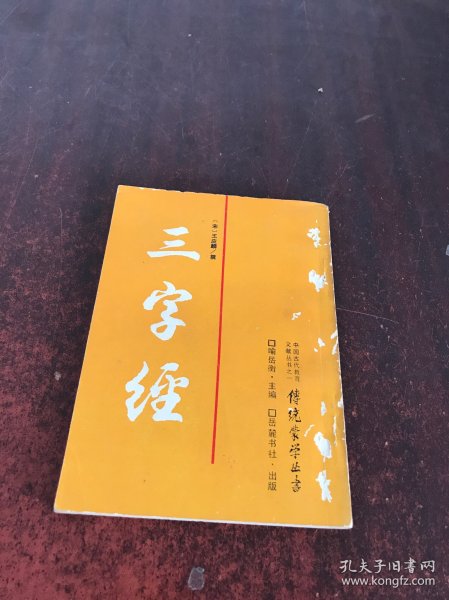 三字经
（宋）王应麟／撰
中国古代教育
文献丛书之一
传统蒙学丛书
喻岳衡·主编 岳麓书社·出版
孔夫子旧书网
www.kongfz.com